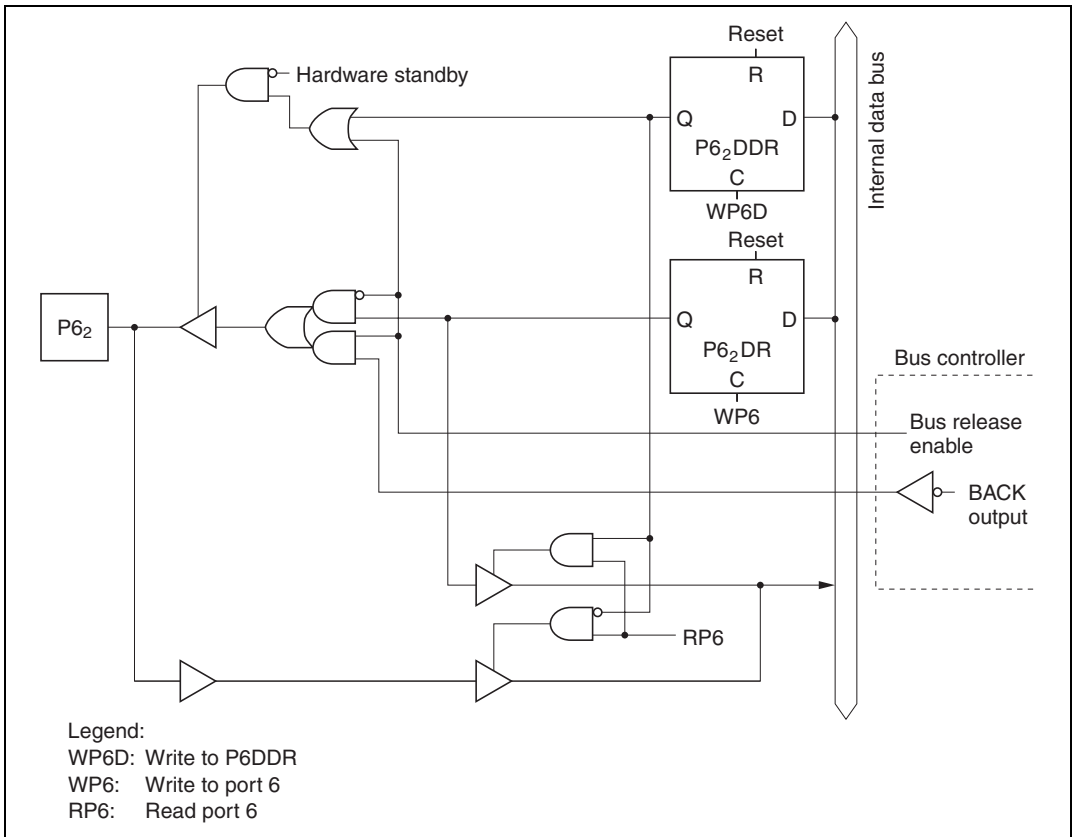 Reset
R
Hardware standby
Q
D
P6₂DDR
C
WP6D
Internal data bus
Reset
R
P6₂
Q
D
P6₂DR
C
WP6
Bus controller
Bus release
enable
BACK
output
RP6
Legend:
WP6D: Write to P6DDR
WP6: Write to port 6
RP6: Read port 6